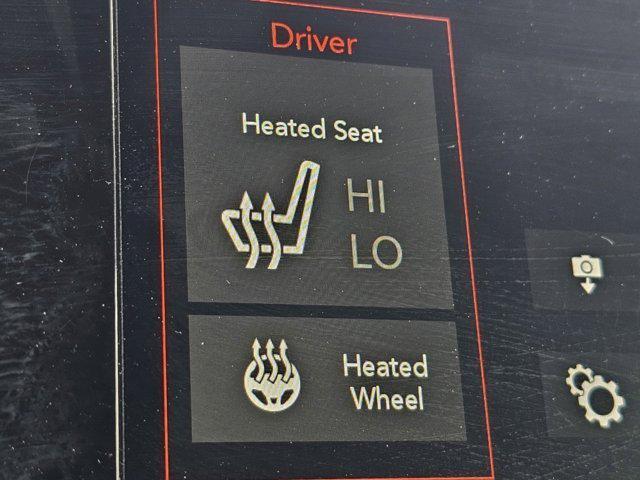 Driver
Heated Seat
HI
LO
Heated
Wheel